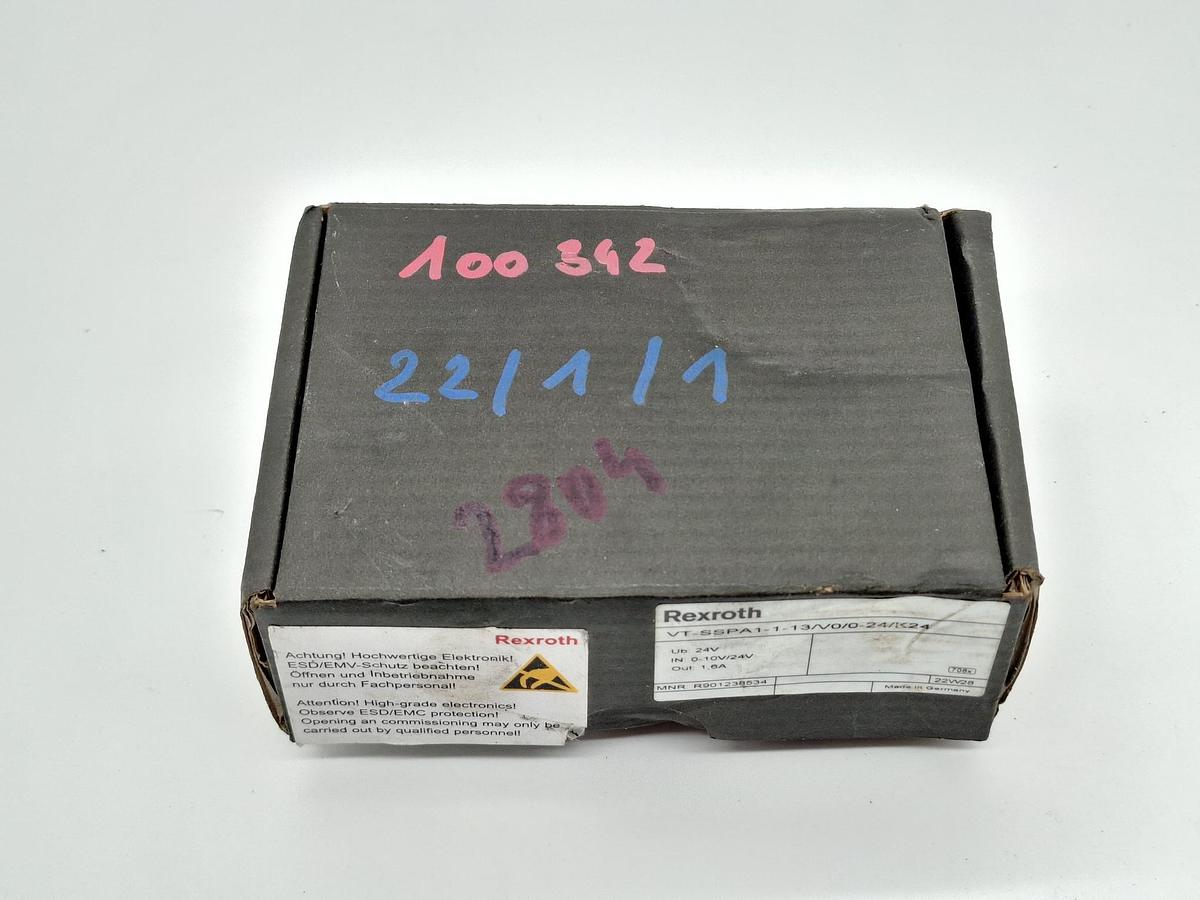 100 342
22/1/1
2804
Rexroth
Achtung! Hochwertige Elektronik!
ESD/EMV-Schutz beachten!
Öffnen und Inbetriebnahme
nur durch Fachpersonal!
Attention! High-grade electronics!
Observe ESD/EMC protection!
Opening an commissioning may only be
carried out by qualified personnel!
Rexroth
VT-SSPA1-1-13/V0/0-24/K24
Ub: 24V
IN: 0-10V/24V
Out: 1,6A
708x
MNR R901238534
22W28
Made in Germany